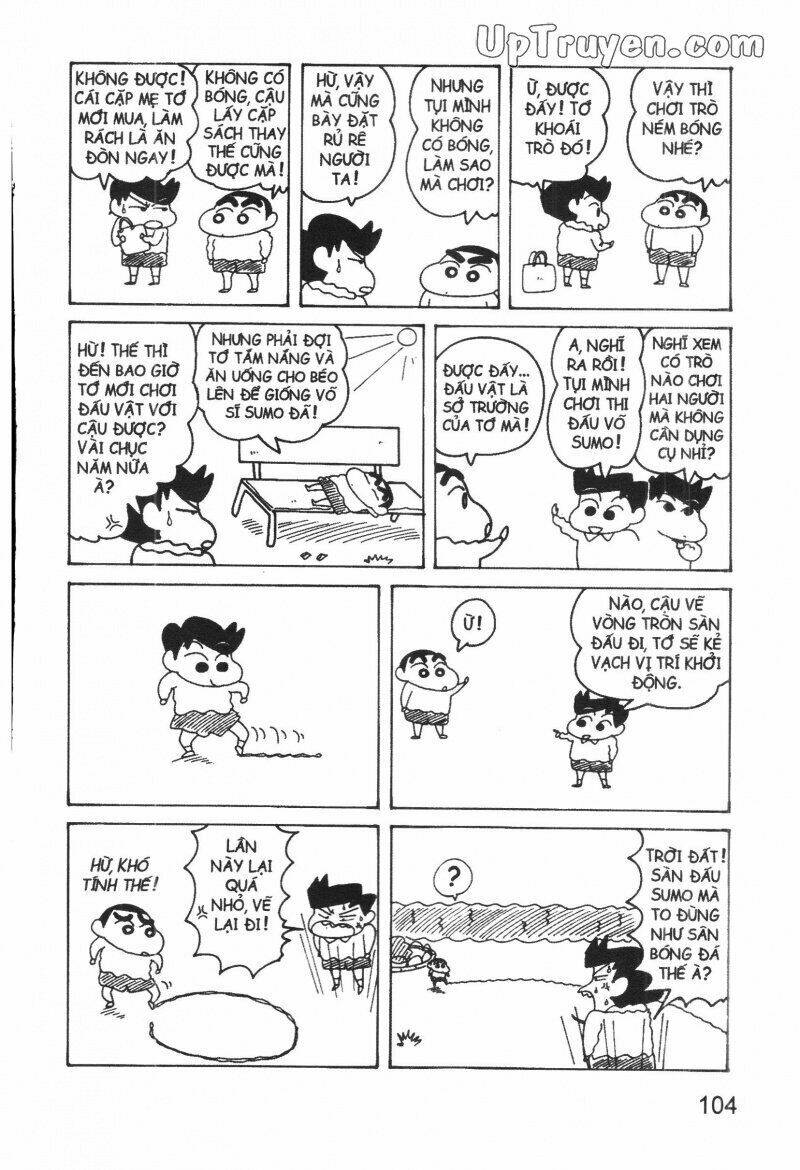 UpTruyen.com
VẬY THÌ
CHƠI TRÒ
NÉM BÓNG
NHÉ?
Ừ, ĐƯỢC
ĐẤY! TỚ
KHOÁI
TRÒ ĐÓ!
NHƯNG
TỤI MÌNH
KHÔNG
CÓ BÓNG,
LÀM SAO
MÀ CHƠI?
HỪ, VẬY
MÀ CŨNG
BÀY ĐẶT
RỦ RÊ
NGƯỜI
TA!
KHÔNG CÓ
BÓNG, CẬU
LẤY CẶP
SÁCH THAY
THẾ CŨNG
ĐƯỢC MÀ!
KHÔNG ĐƯỢC!
CÁI CẶP MẸ TỚ
MỚI MUA, LÀM
RÁCH LÀ ĂN
ĐÒN NGAY!
NGHĨ XEM
CÓ TRÒ
NÀO CHƠI
HAI NGƯỜI
MÀ KHÔNG
CẦN DỤNG
CỤ NHỈ?
A, NGHĨ
RA RỒI!
TỤI MÌNH
CHƠI THI
ĐẤU VÕ
SUMO!
ĐƯỢC ĐẤY...
ĐẤU VẬT LÀ
SỞ TRƯỜNG
CỦA TỚ MÀ!
NHƯNG PHẢI ĐỢI
TỚ TẮM NẮNG VÀ
ĂN UỐNG CHO BÉO
LÊN ĐỂ GIỐNG VÕ
SĨ SUMO ĐÃ!
HỪ! THẾ THÌ
ĐẾN BAO GIỜ
TỚ MỚI CHƠI
ĐẤU VẬT VỚI
CẬU ĐƯỢC?
VÀI CHỤC
NĂM NỮA
À?
NÀO, CẬU VẼ
VÒNG TRÒN SÀN
ĐẤU ĐI, TỚ SẼ KẺ
VẠCH VỊ TRÍ KHỞI
ĐỘNG.
Ừ!
TRỜI ĐẤT!
SÀN ĐẤU
SUMO MÀ
TO ĐÙNG
NHƯ SÂN
BÓNG ĐÁ
THẾ À?
?
LẦN
NÀY LẠI
QUÁ
NHỎ, VẼ
LẠI ĐI!
HỪ, KHÓ
TÍNH THẾ!
104